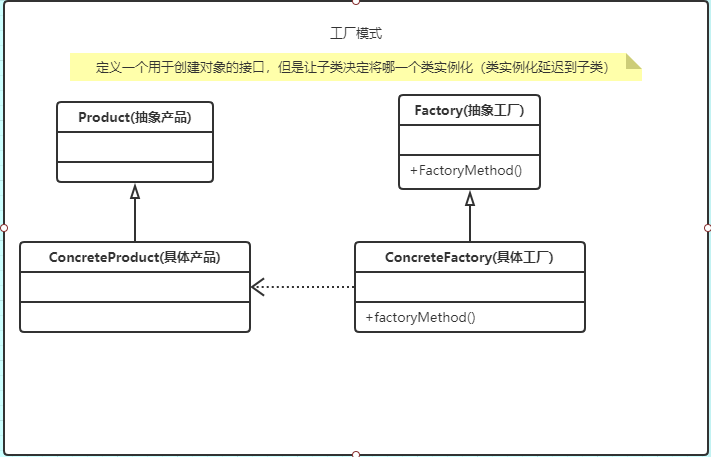 工厂模式
定义一个用于创建对象的接口，但是让子类决定将哪一个类实例化（类实例化延迟到子类）
Product(抽象产品)
Factory(抽象工厂)
+FactoryMethod()
ConcreteProduct(具体产品)
ConcreteFactory(具体工厂)
+factoryMethod()